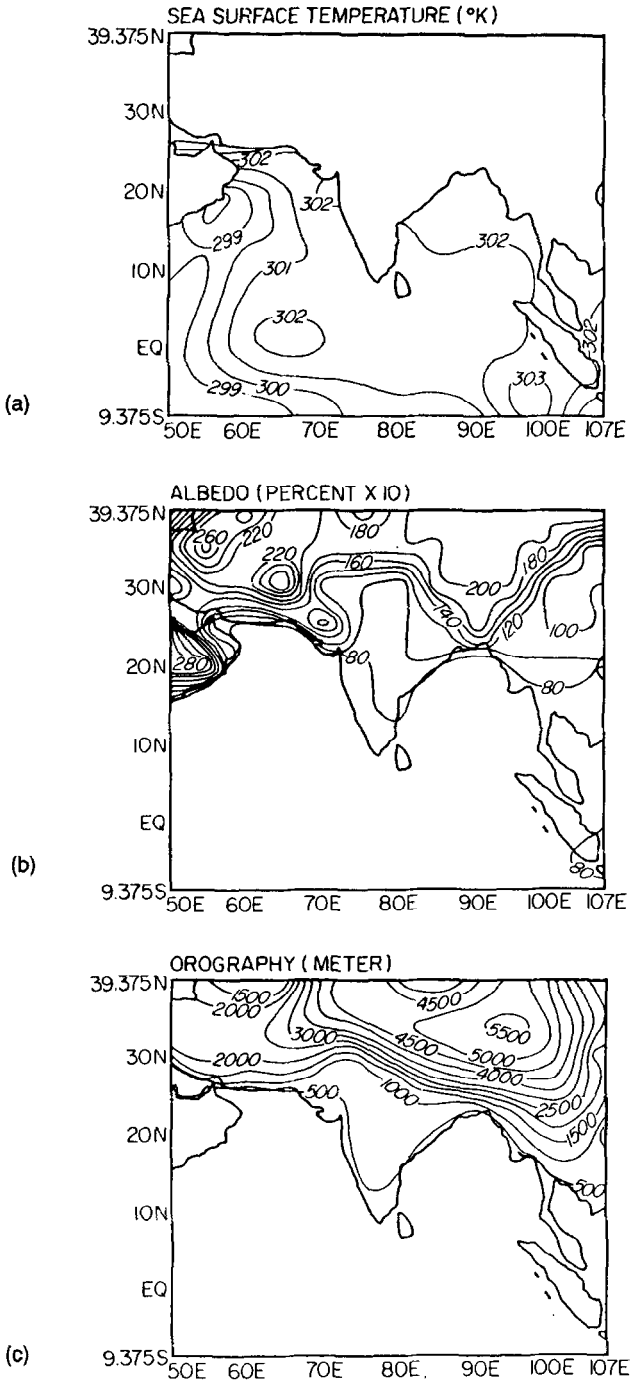 SEA SURFACE TEMPERATURE (°K)
39.375N
30N
20N
10N
EQ
9.375S
302
302
299
302
301
302
302
299
300
303
50E 60E 70E 80E 90E 100E 107E
(a)
ALBEDO (PERCENT X 10)
39.375N
30N
20N
10N
EQ
9.375S
260
220
180
220
160
200
180
140
120
100
280
80
80
80
50E 60E 70E 80E 90E 100E 107E
(b)
OROGRAPHY (METER)
39.375N
30N
20N
10N
EQ
9.375S
1500
2000
4500
3000
4500
5500
5000
4000
2000
500
1000
2500
1500
500
50E 60E 70E 80E 90E 100E 107E
(c)